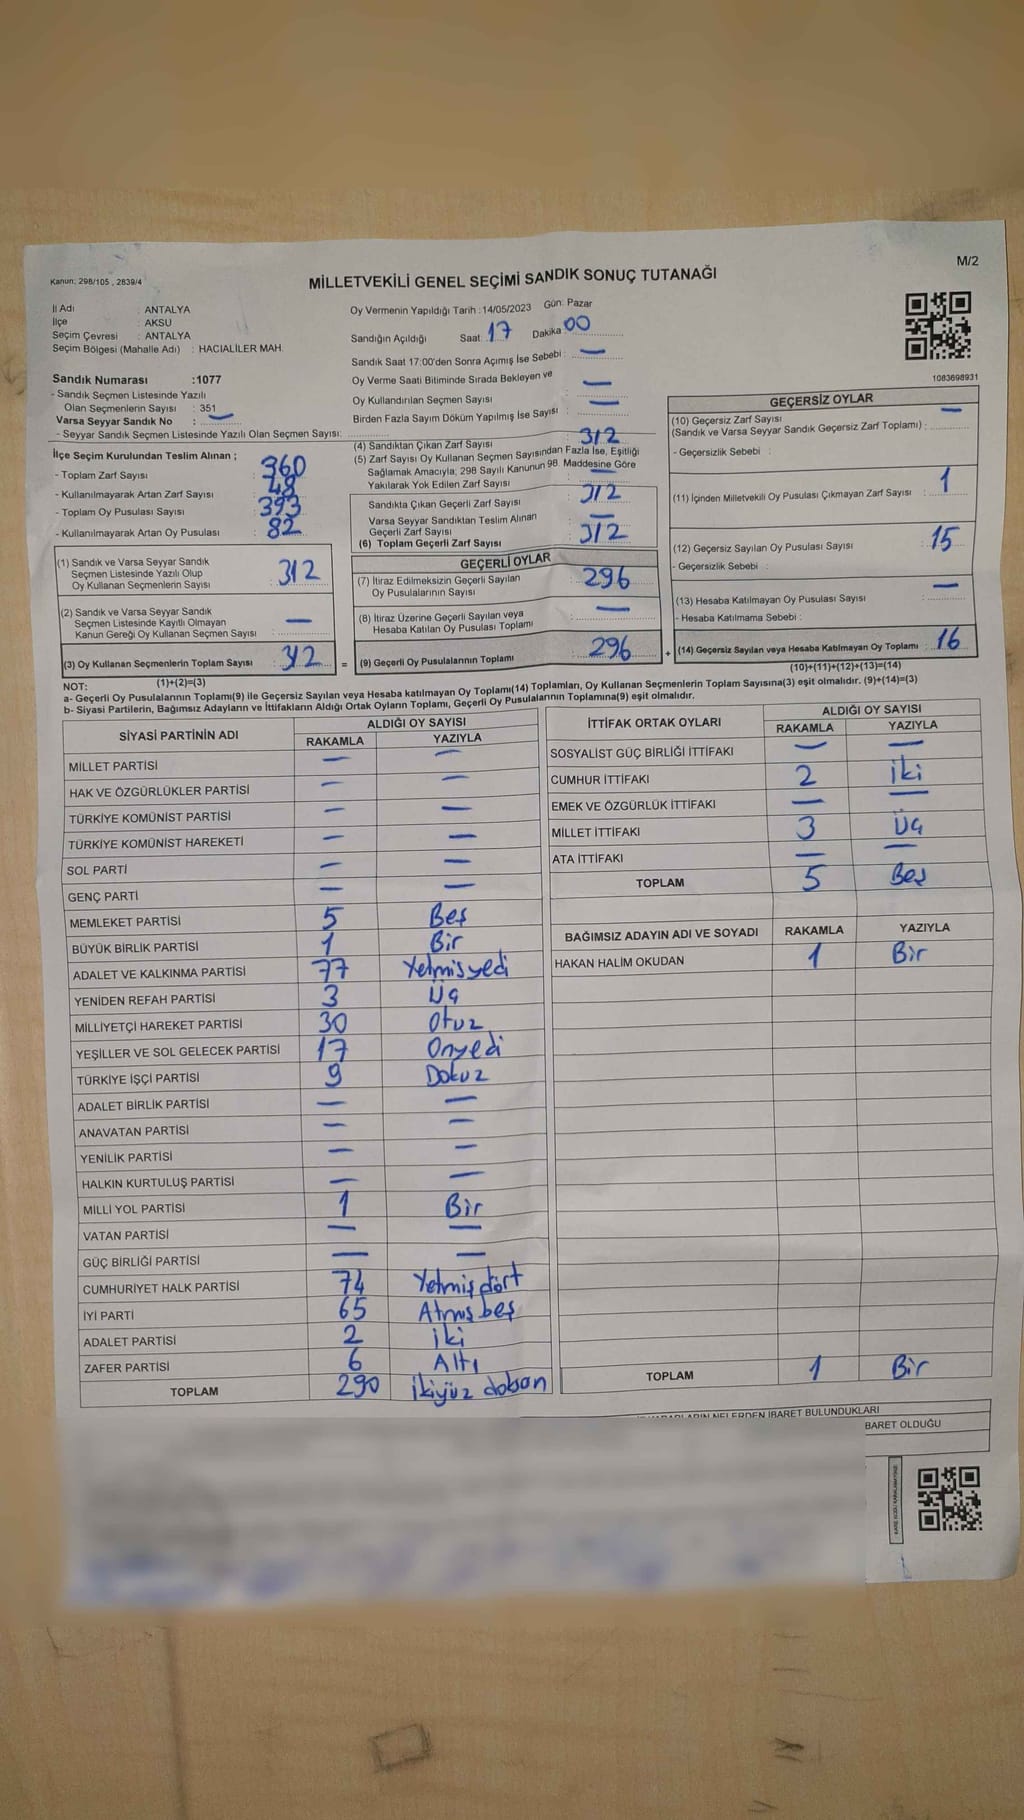 M/2
Kanun: 298/105 , 2839/4
MİLLETVEKİLİ GENEL SEÇİMİ SANDIK SONUÇ TUTANAĞI
İl Adı : ANTALYA
İlçe : AKSU
Seçim Çevresi : ANTALYA
Seçim Bölgesi (Mahalle Adı) : HACIALİLER MAH.
Oy Vermenin Yapıldığı Tarih : 14/05/2023 Gün: Pazar
Sandığın Açıldığı Saat 17 Dakika 00
Sandık Saat 17:00'den Sonra Açımış İse Sebebi : —
Oy Verme Saati Bitiminde Sırada Bekleyen ve
Oy Kullandırılan Seçmen Sayısı : —
Birden Fazla Sayım Döküm Yapılmış İse Sayısı : —
1083698931
Sandık Numarası :1077
- Sandık Seçmen Listesinde Yazılı
Olan Seçmenlerin Sayısı : 351
Varsa Seyyar Sandık No : —
- Seyyar Sandık Seçmen Listesinde Yazılı Olan Seçmen Sayısı:
İlçe Seçim Kurulundan Teslim Alınan ;
- Toplam Zarf Sayısı : 360
- Kullanılmayarak Artan Zarf Sayısı : 48
- Toplam Oy Pusulası Sayısı : 393
- Kullanılmayarak Artan Oy Pusulası : 82
(1) Sandık ve Varsa Seyyar Sandık
Seçmen Listesinde Yazılı Olup
Oy Kullanan Seçmenlerin Sayısı : 312
(2) Sandık ve Varsa Seyyar Sandık
Seçmen Listesinde Kayıtlı Olmayan
Kanun Gereği Oy Kullanan Seçmen Sayısı : —
(3) Oy Kullanan Seçmenlerin Toplam Sayısı : 312
(1)+(2)=(3)
(4) Sandıktan Çıkan Zarf Sayısı : 312
(5) Zarf Sayısı Oy Kullanan Seçmen Sayısından Fazla İse, Eşitliği
Sağlamak Amacıyla; 298 Sayılı Kanunun 98. Maddesine Göre
Yakılarak Yok Edilen Zarf Sayısı : —
Sandıkta Çıkan Geçerli Zarf Sayısı : 312
Varsa Seyyar Sandıktan Teslim Alınan
Geçerli Zarf Sayısı : —
(6) Toplam Geçerli Zarf Sayısı : 312
GEÇERLİ OYLAR
(7) İtiraz Edilmeksizin Geçerli Sayılan
Oy Pusulalarının Sayısı : 296
(8) İtiraz Üzerine Geçerli Sayılan veya
Hesaba Katılan Oy Pusulası Toplamı : —
= (9) Geçerli Oy Pusulalarının Toplamı : 296 +
GEÇERSİZ OYLAR
(10) Geçersiz Zarf Sayısı —
(Sandık ve Varsa Seyyar Sandık Geçersiz Zarf Toplamı) :
- Geçersizlik Sebebi :
(11) İçinden Milletvekili Oy Pusulası Çıkmayan Zarf Sayısı : 1
(12) Geçersiz Sayılan Oy Pusulası Sayısı : 15
- Geçersizlik Sebebi :
(13) Hesaba Katılmayan Oy Pusulası Sayısı : —
- Hesaba Katılmama Sebebi :
(14) Geçersiz Sayılan veya Hesaba Katılmayan Oy Toplamı : 16
(10)+(11)+(12)+(13)=(14)
NOT:
a- Geçerli Oy Pusulalarının Toplamı(9) ile Geçersiz Sayılan veya Hesaba katılmayan Oy Toplamı(14) Toplamları, Oy Kullanan Seçmenlerin Toplam Sayısına(3) eşit olmalıdır. (9)+(14)=(3)
b- Siyasi Partilerin, Bağımsız Adayların ve İttifakların Aldığı Ortak Oyların Toplamı, Geçerli Oy Pusulasının Toplamına(9) eşit olmalıdır.
SİYASİ PARTİNİN ADI ALDIĞI OY SAYISI
RAKAMLA YAZIYLA
MİLLET PARTİSİ — —
HAK VE ÖZGÜRLÜKLER PARTİSİ — —
TÜRKİYE KOMÜNİST PARTİSİ — —
TÜRKİYE KOMÜNİST HAREKETİ — —
SOL PARTİ — —
GENÇ PARTİ — —
MEMLEKET PARTİSİ 5 Beş
BÜYÜK BİRLİK PARTİSİ 1 Bir
ADALET VE KALKINMA PARTİSİ 77 Yetmişyedi
YENİDEN REFAH PARTİSİ 3 Üç
MİLLİYETÇİ HAREKET PARTİSİ 30 Otuz
YEŞİLLER VE SOL GELECEK PARTİSİ 17 Onyedi
TÜRKİYE İŞÇİ PARTİSİ 9 Dokuz
ADALET BİRLİK PARTİSİ — —
ANAVATAN PARTİSİ — —
YENİLİK PARTİSİ — —
HALKIN KURTULUŞ PARTİSİ — —
MİLLİ YOL PARTİSİ 1 Bir
VATAN PARTİSİ — —
GÜÇ BİRLİĞİ PARTİSİ — —
CUMHURİYET HALK PARTİSİ 74 Yetmiş dört
İYİ PARTİ 65 Atmış beş
ADALET PARTİSİ 2 İki
ZAFER PARTİSİ 6 Altı
TOPLAM 290 İkiyüz doksan
İTTİFAK ORTAK OYLARI ALDIĞI OY SAYISI
RAKAMLA YAZIYLA
SOSYALİST GÜÇ BİRLİĞİ İTTİFAKI — —
CUMHUR İTTİFAKI 2 İki
EMEK VE ÖZGÜRLÜK İTTİFAKI — —
MİLLET İTTİFAKI 3 Üç
ATA İTTİFAKI — —
TOPLAM 5 Beş
BAĞIMSIZ ADAYIN ADI VE SOYADI RAKAMLA YAZIYLA
HAKAN HALİM OKUDAN 1 Bir
TOPLAM 1 Bir
NELERDEN İBARET BULUNDUKLARI
BARET OLDUĞU